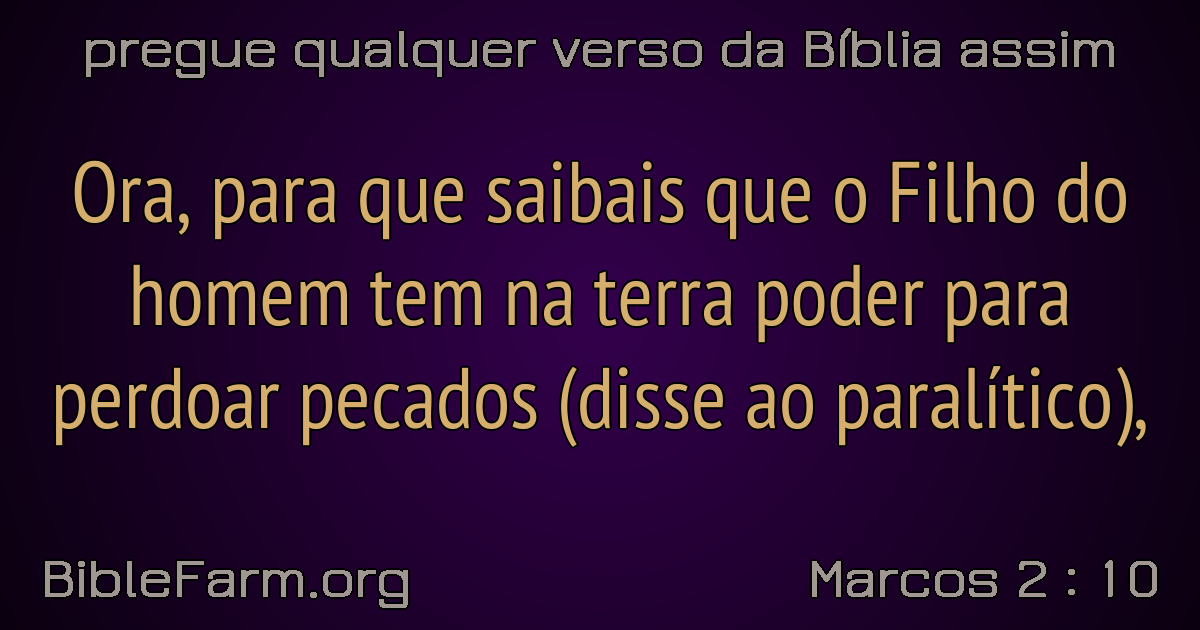 pregue qualquer verso da Bíblia assim
Ora, para que saibais que o Filho do
homem tem na terra poder para
perdoar pecados (disse ao paralítico),
BibleFarm.org
Marcos 2 : 10